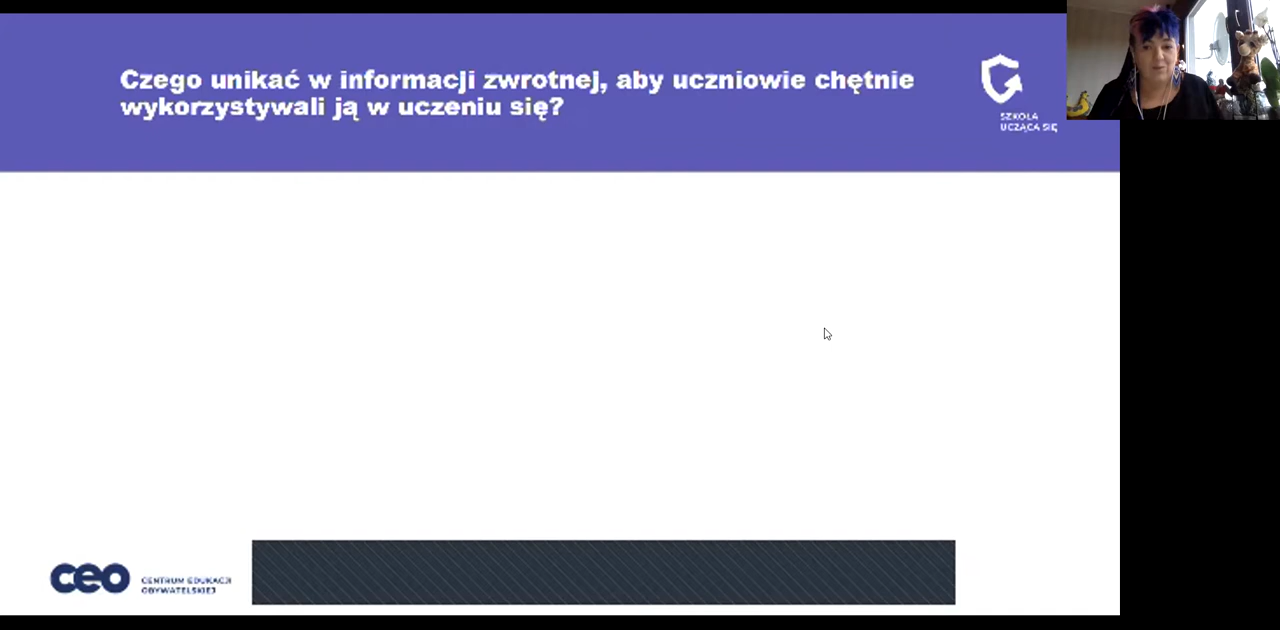 Czego unikać w informacji zwrotnej, aby uczniowie chętnie
wykorzystywali ją w uczeniu się?
SZKOŁA
UCZĄCA SIĘ
ceo
CENTRUM EDUKACJI
OBYWATELSKIEJ